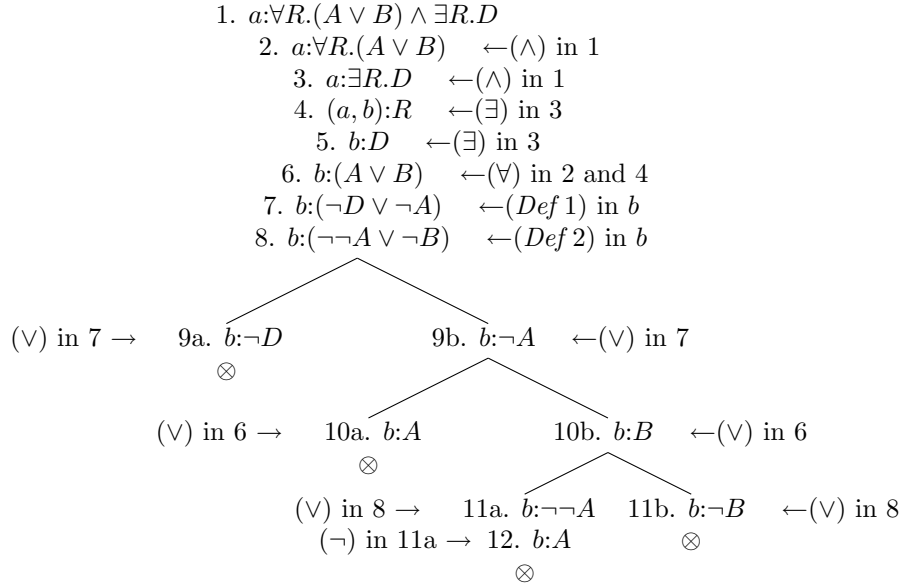 1. a:∀R.(A ∨ B) ∧ ∃R.D
2. a:∀R.(A ∨ B) ←(∧) in 1
3. a:∃R.D ←(∧) in 1
4. (a, b):R ←(∃) in 3
5. b:D ←(∃) in 3
6. b:(A ∨ B) ←(∀) in 2 and 4
7. b:(¬D ∨ ¬A) ←(Def 1) in b
8. b:(¬¬A ∨ ¬B) ←(Def 2) in b
(∨) in 7 → 9a. b:¬D 9b. b:¬A ←(∨) in 7
⊗
(∨) in 6 → 10a. b:A 10b. b:B ←(∨) in 6
⊗
(∨) in 8 → 11a. b:¬¬A 11b. b:¬B ←(∨) in 8
(¬) in 11a → 12. b:A ⊗
⊗